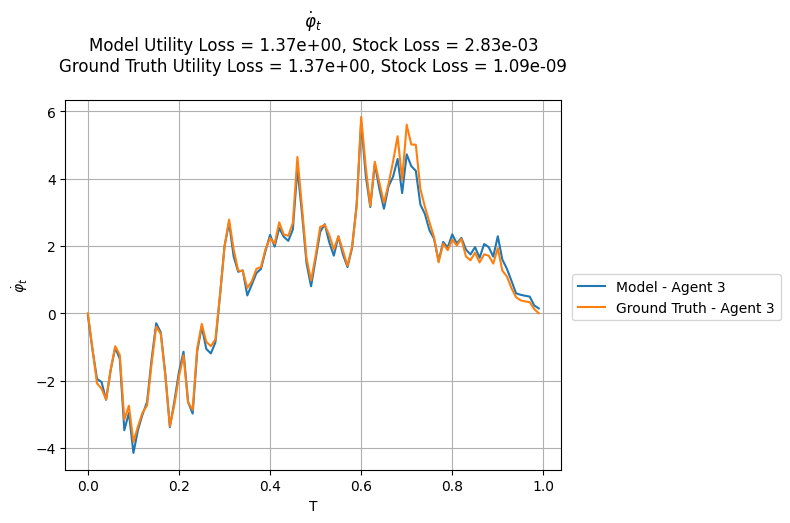 φ̇ₜ
Model Utility Loss = 1.37e+00, Stock Loss = 2.83e-03
Ground Truth Utility Loss = 1.37e+00, Stock Loss = 1.09e-09
6
4
2
0
−2
−4
φ̇ₜ
0.0
0.2
0.4
0.6
0.8
1.0
T
Model - Agent 3
Ground Truth - Agent 3